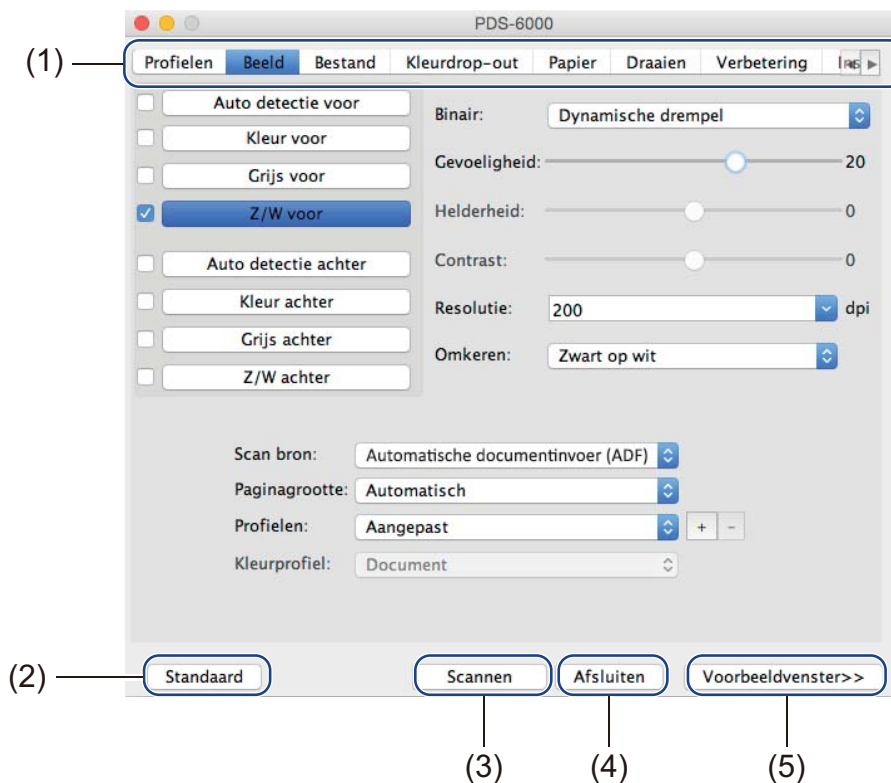 PDS-6000
(1)
Profielen Beeld Bestand Kleurdrop-out Papier Draaien Verbetering
Auto detectie voor
Kleur voor
Grijs voor
Z/W voor
Auto detectie achter
Kleur achter
Grijs achter
Z/W achter
Binair: Dynamische drempel
Gevoeligheid: 20
Helderheid: 0
Contrast: 0
Resolutie: 200 dpi
Omkeren: Zwart op wit
Scan bron: Automatische documentinvoer (ADF)
Paginagrootte: Automatisch
Profielen: Aangepast + -
Kleurprofiel: Document
(2)
Standaard Scannen Afsluiten Voorbeeldvenster>>
(3) (4) (5)